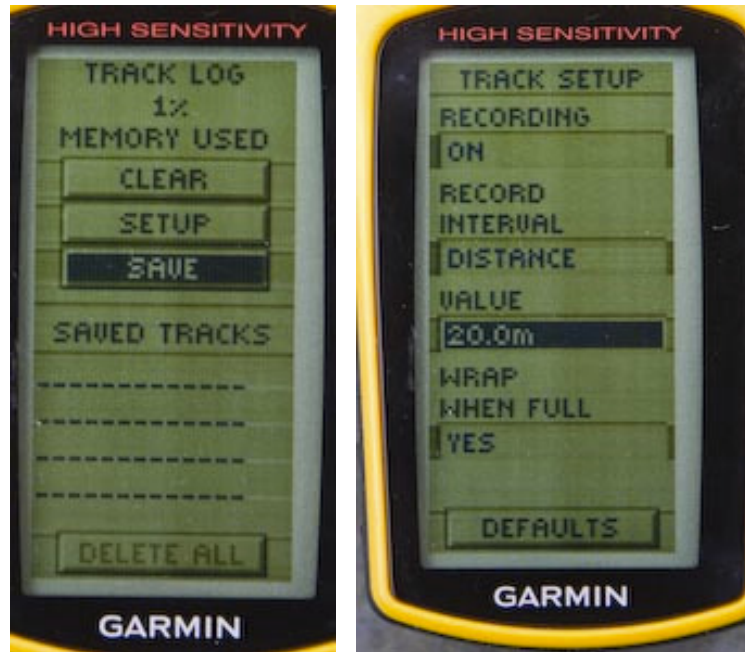 HIGH SENSITIVITY
TRACK LOG
1%
MEMORY USED
CLEAR
SETUP
SAVE
SAVED TRACKS
DELETE ALL
GARMIN
HIGH SENSITIVITY
TRACK SETUP
RECORDING
ON
RECORD
INTERVAL
DISTANCE
VALUE
20.0m
WRAP
WHEN FULL
YES
DEFAULTS
GARMIN